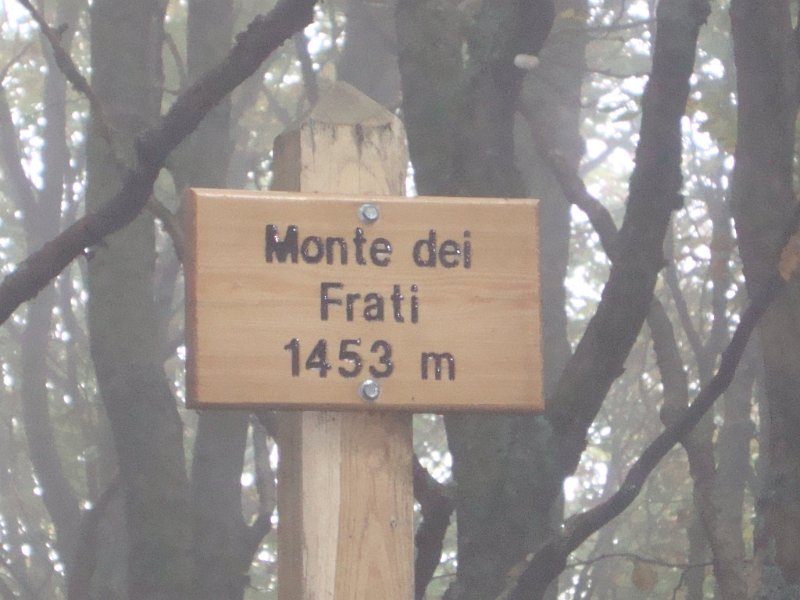 Monte dei
Frati
1453 m